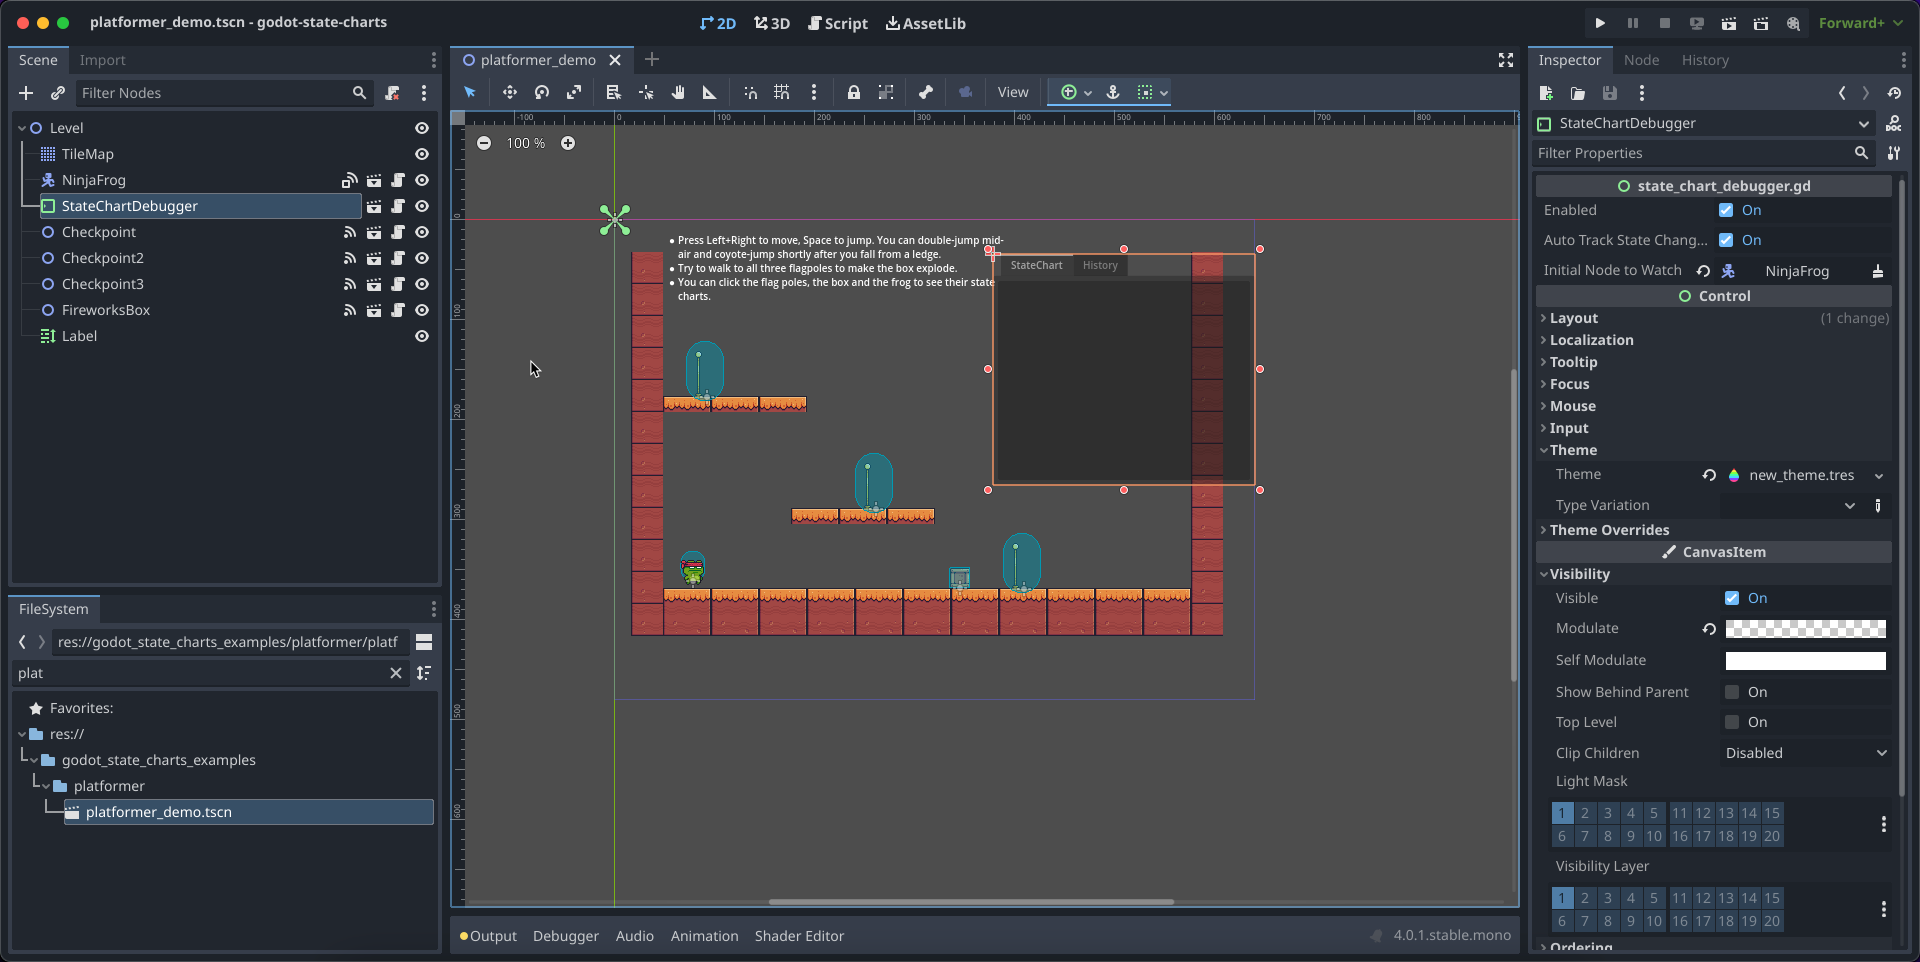 platformer_demo.tscn - godot-state-charts
2D 3D Script AssetLib
Forward+
Scene Import
Filter Nodes
Level
TileMap
NinjaFrog
StateChartDebugger
Checkpoint
Checkpoint2
Checkpoint3
FireworksBox
Label
FileSystem
res://godot_state_charts_examples/platformer/platf
plat
Favorites:
res://
godot_state_charts_examples
platformer
platformer_demo.tscn
platformer_demo
View
-100 0 100 200 300 400 500 600 700 800
100 %
0
100
200
300
400
500
600
Press Left+Right to move, Space to jump. You can double-jump mid-
air and coyote-jump shortly after you fall from a ledge.
Try to walk to all three flagpoles to make the box explode.
You can click the flag poles, the box and the frog to see their state
charts.
StateChart History
Output Debugger Audio Animation Shader Editor
4.0.1.stable.mono
Inspector Node History
StateChartDebugger
DOC
Filter Properties
state_chart_debugger.gd
Enabled On
Auto Track State Chang... On
Initial Node to Watch NinjaFrog
Control
Layout (1 change)
Localization
Tooltip
Focus
Mouse
Input
Theme
Theme new_theme.tres
Type Variation
Theme Overrides
CanvasItem
Visibility
Visible On
Modulate
Self Modulate
Show Behind Parent On
Top Level On
Clip Children Disabled
Light Mask
1 2 3 4 5 11 12 13 14 15
6 7 8 9 10 16 17 18 19 20
Visibility Layer
1 2 3 4 5 11 12 13 14 15
6 7 8 9 10 16 17 18 19 20
Ordering